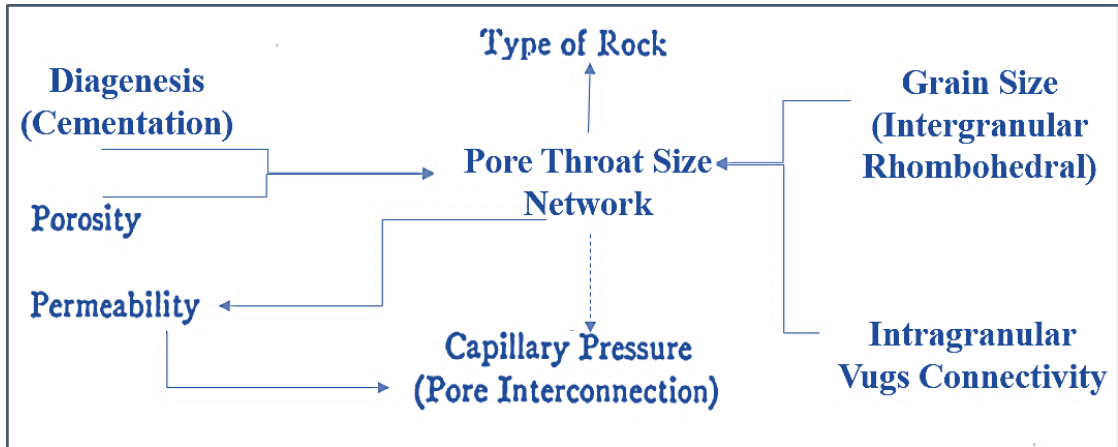 Type of Rock
Diagenesis
(Cementation)
Grain Size
(Intergranular
Rhombohedral)
Pore Throat Size
Network
Porosity
Permeability
Capillary Pressure
(Pore Interconnection)
Intragranular
Vugs Connectivity